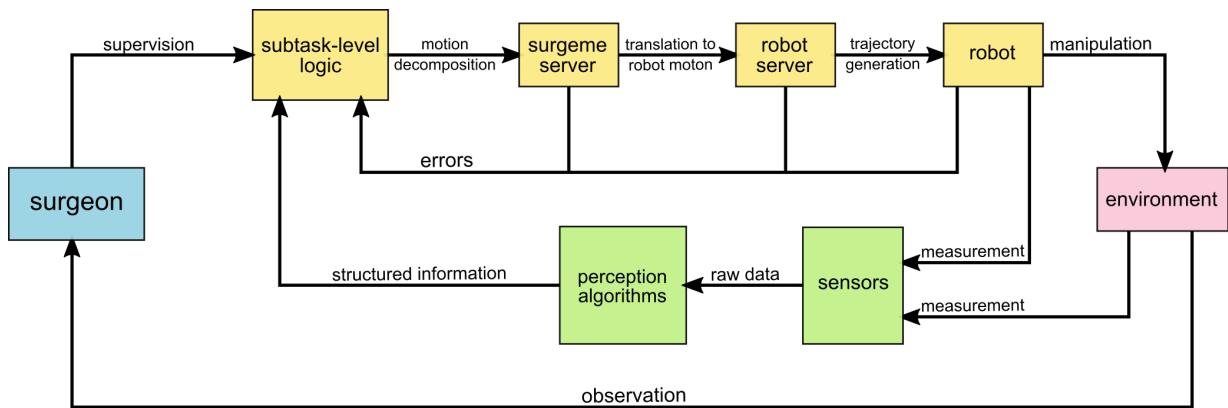 supervision
subtask-level
logic
motion
decomposition
surgeme
server
translation to
robot moton
robot
server
trajectory
generation
robot
manipulation
errors
surgeon
environment
structured information
perception
algorithms
raw data
sensors
measurement
measurement
observation